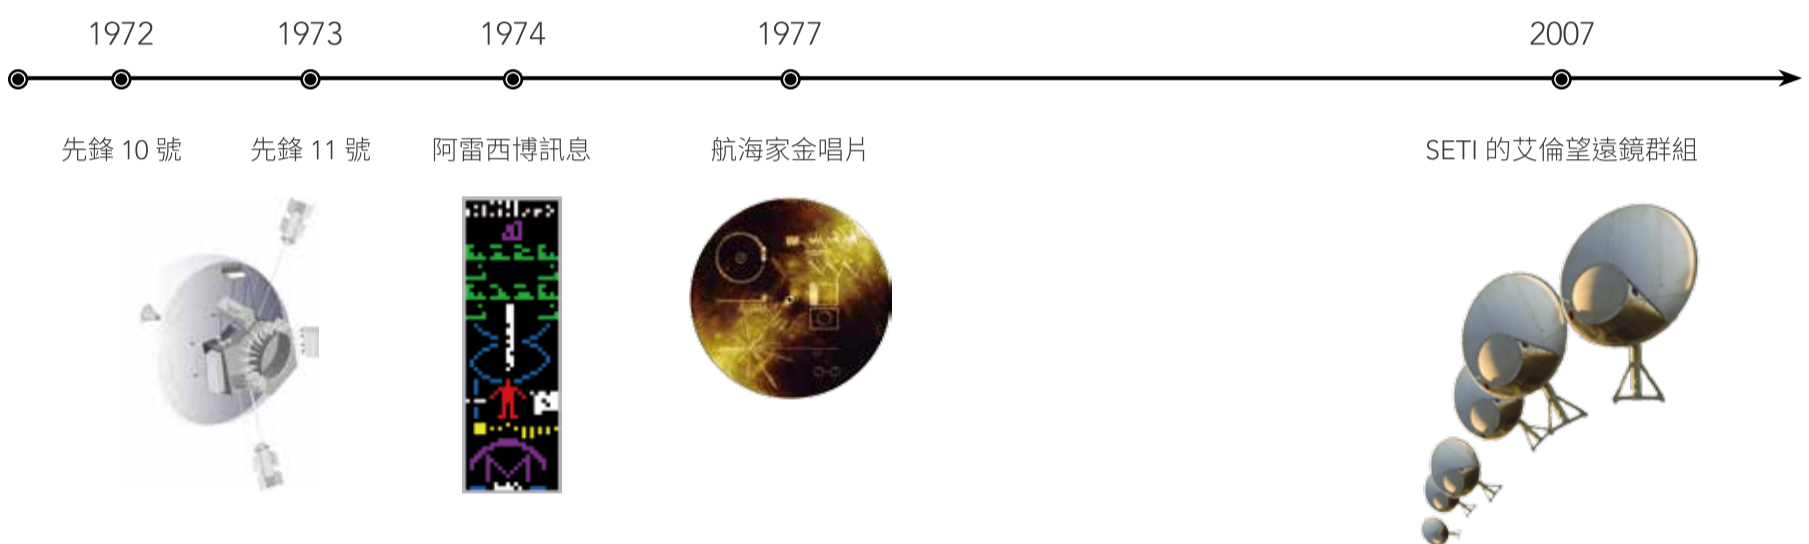 1972
1973
1974
1977
2007
先鋒 10 號
先鋒 11 號
阿雷西博訊息
航海家金唱片
SETI 的艾倫望遠鏡群組